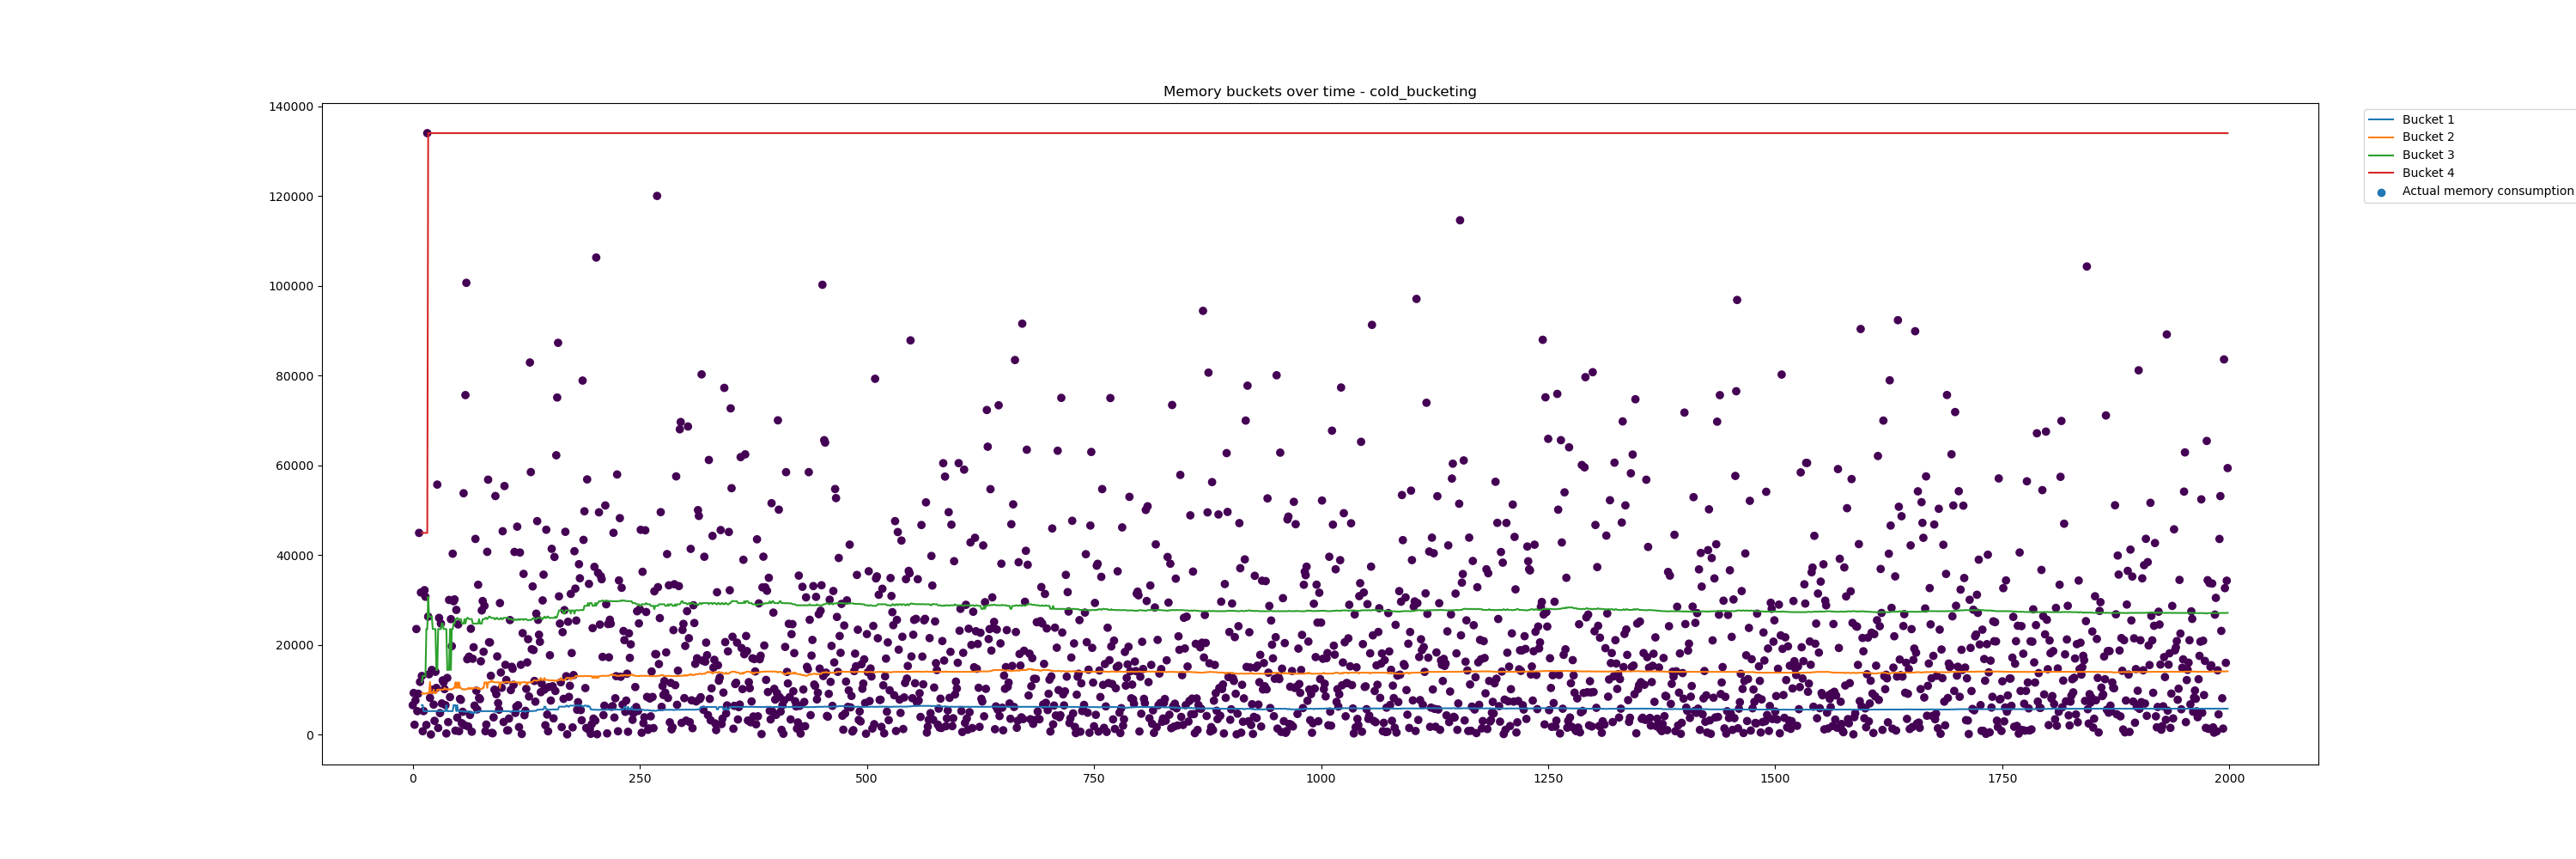 Memory buckets over time - cold_bucketing
140000
120000
100000
80000
60000
40000
20000
0
0 250 500 750 1000 1250 1500 1750 2000
Bucket 1
Bucket 2
Bucket 3
Bucket 4
Actual memory consumption